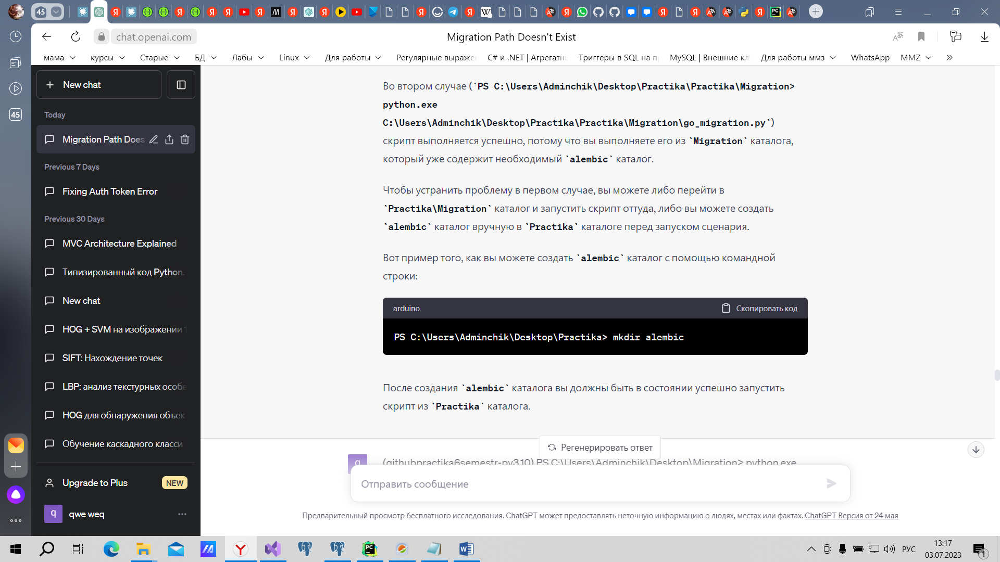 45
chat.openai.com
Migration Path Doesn't Exist
мама
курсы
Старые
БД
Лабы
Linux
Для работы
Регулярные выраже
C# и .NET | Агрегатн
Триггеры в SQL на п
MySQL | Внешние кл
Для работы ммз
WhatsApp
MMZ
»
45
New chat
Today
Migration Path Does
Previous 7 Days
Fixing Auth Token Error
Previous 30 Days
MVC Architecture Explained
Типизированный код Python.
New chat
HOG + SVM на изображении 1
SIFT: Нахождение точек
LBP: анализ текстурных особе
HOG для обнаружения объек
Обучение каскадного класси
Upgrade to Plus
NEW
q
qwe weq
Во втором случае (`PS C:\Users\Adminchik\Desktop\Practika\Practika\Migration>
python.exe
C:\Users\Adminchik\Desktop\Practika\Practika\Migration\go_migration.py`)
скрипт выполняется успешно, потому что вы выполняете его из `Migration` каталога,
который уже содержит необходимый `alembic` каталог.
Чтобы устранить проблему в первом случае, вы можете либо перейти в
`Practika\Migration` каталог и запустить скрипт оттуда, либо вы можете создать
`alembic` каталог вручную в `Practika` каталоге перед запуском сценария.
Вот пример того, как вы можете создать `alembic` каталог с помощью командной
строки:
arduino
Скопировать код
PS C:\Users\Adminchik\Desktop\Practika> mkdir alembic
После создания `alembic` каталога вы должны быть в состоянии успешно запустить
скрипт из `Practika` каталога.
Регенерировать ответ
q
(githubpractika6semestr-py3.10) PS C:\Users\Adminchik\Desktop\Migration> python.exe
Отправить сообщение
Предварительный просмотр бесплатного исследования. ChatGPT может предоставлять неточную информацию о людях, местах или фактах. ChatGPT Версия от 24 мая
РУС
13:17
03.07.2023
1